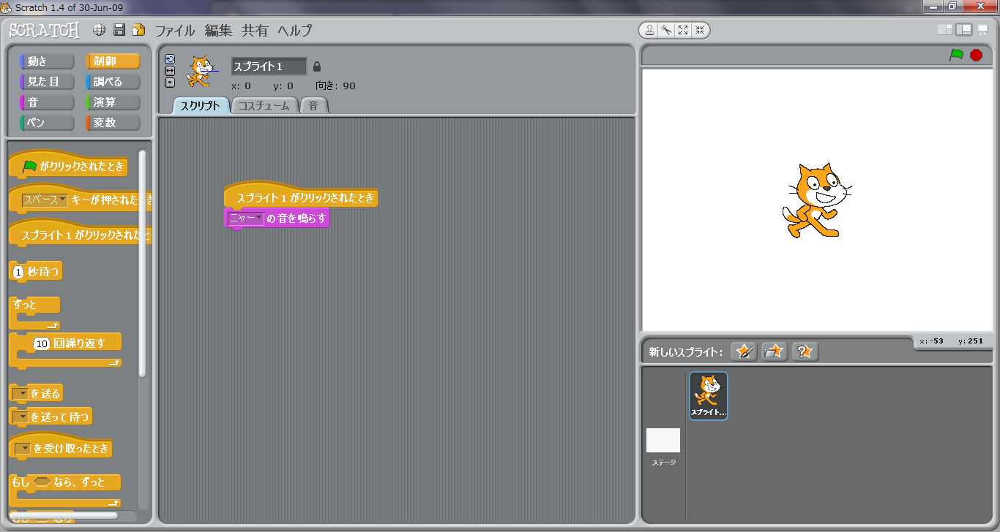 Scratch 1.4 of 30-Jun-09
SCRATCH ファイル 編集 共有 ヘルプ
動き 制御
見た目 調べる
音 演算
ペン 変数
がクリックされたとき
スペース キーが押されたとき
スプライト1 がクリックされたと
1 秒待つ
ずっと
10 回繰り返す
を送る
を送って待つ
を受け取ったとき
もし なら、ずっと
もし なら
スプライト1
x: 0 y: 0 向き: 90
スクリプト コスチューム 音
スプライト1 がクリックされたとき
ニャー の音を鳴らす
x: -53 y: 251
新しいスプライト:
スプライト...
ステージ